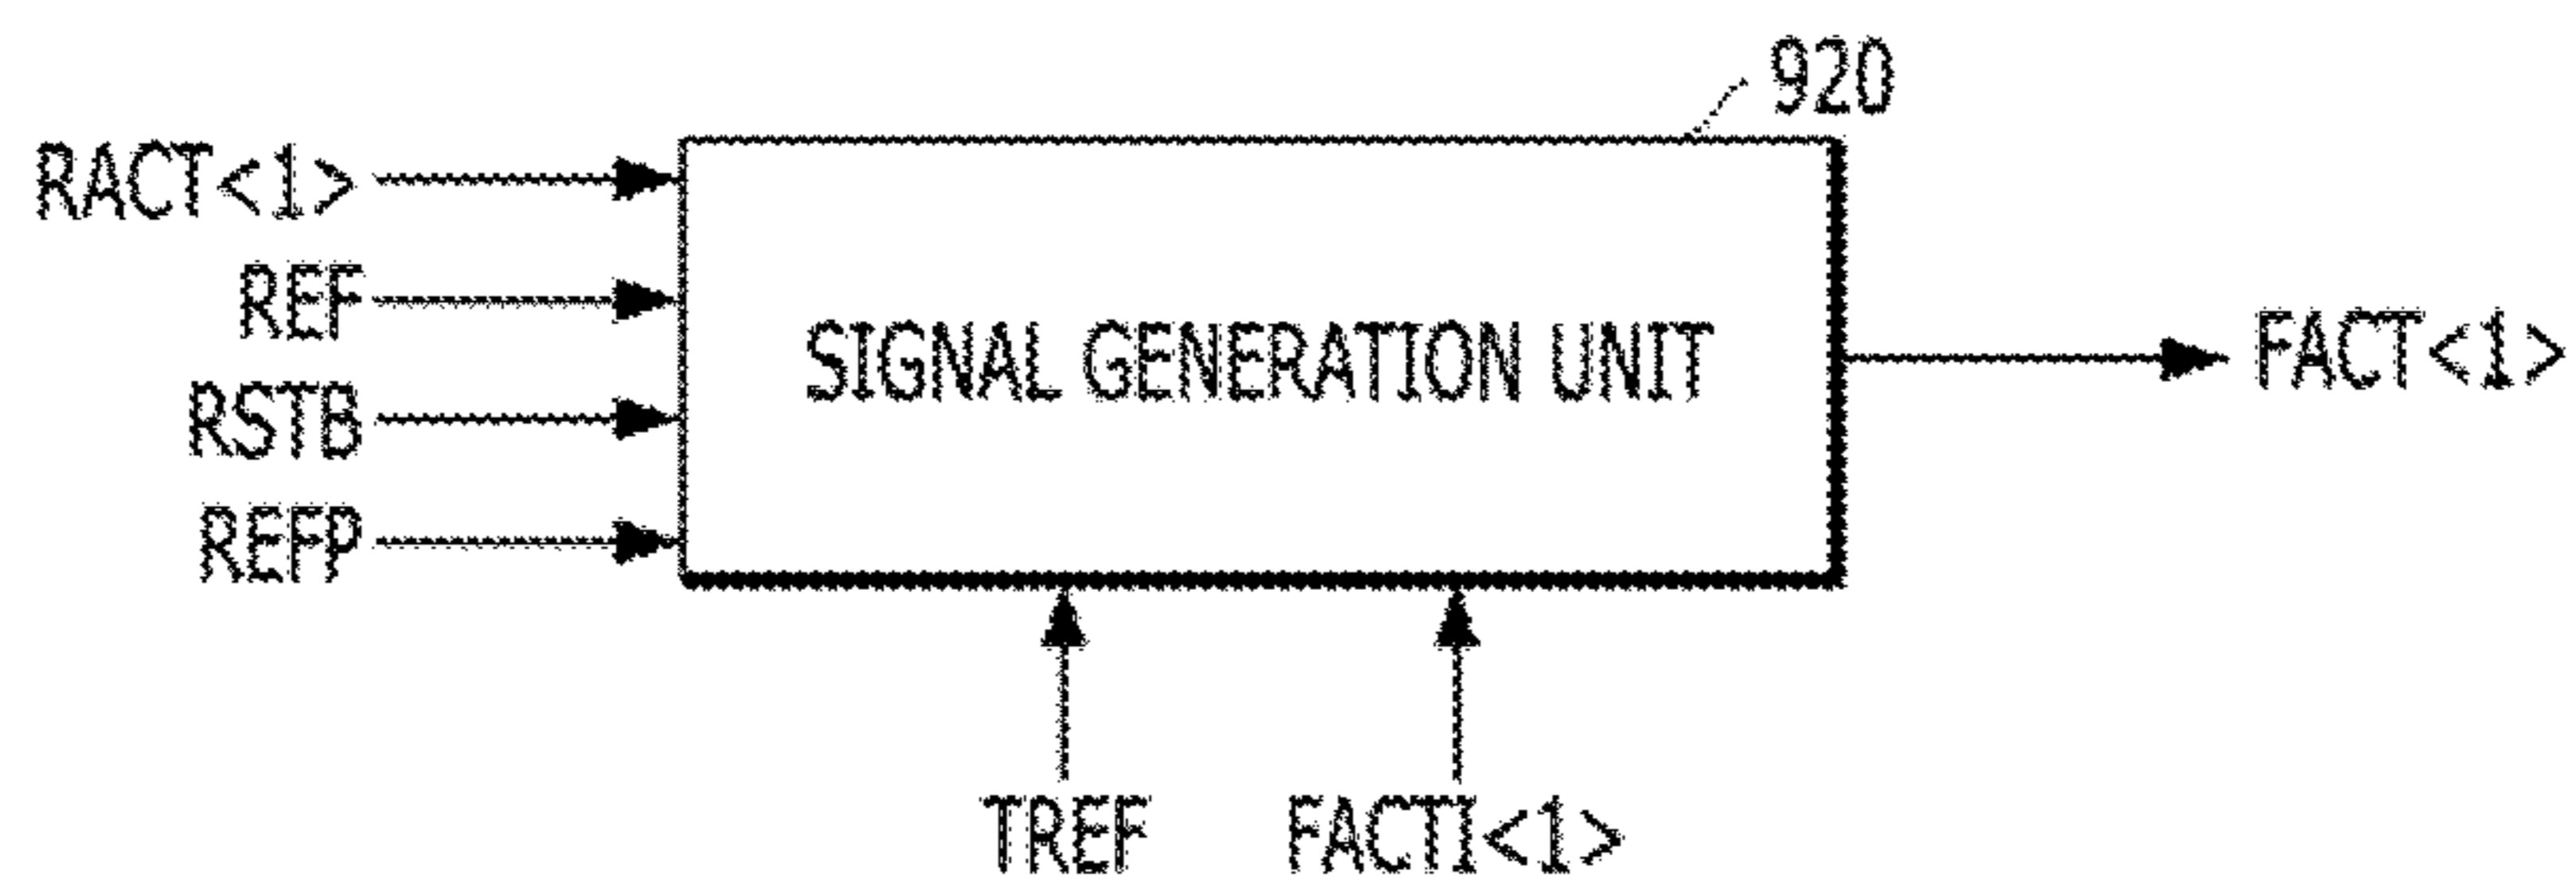 920
RACT<1>
REF
SIGNAL GENERATION UNIT
FACT<1>
RSTB
REFP
TREF
FACTI<1>